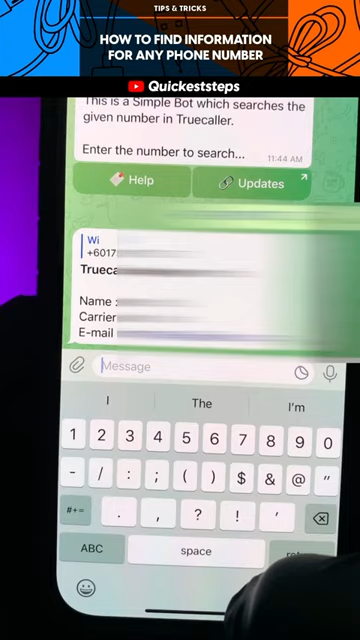 TIPS & TRICKS
HOW TO FIND INFORMATION
FOR ANY PHONE NUMBER
Quickeststeps
This is a Simple Bot which searches the
given number in Truecaller.
Enter the number to search...
11:44 AM
Help
Updates
Wi
+6017
Trueca
Name :
Carrier
E-mail
Message
I The I'm
1 2 3 4 5 6 7 8 9 0
- / : ; ( ) $ & @ "
#+= . , ? ! '
ABC space